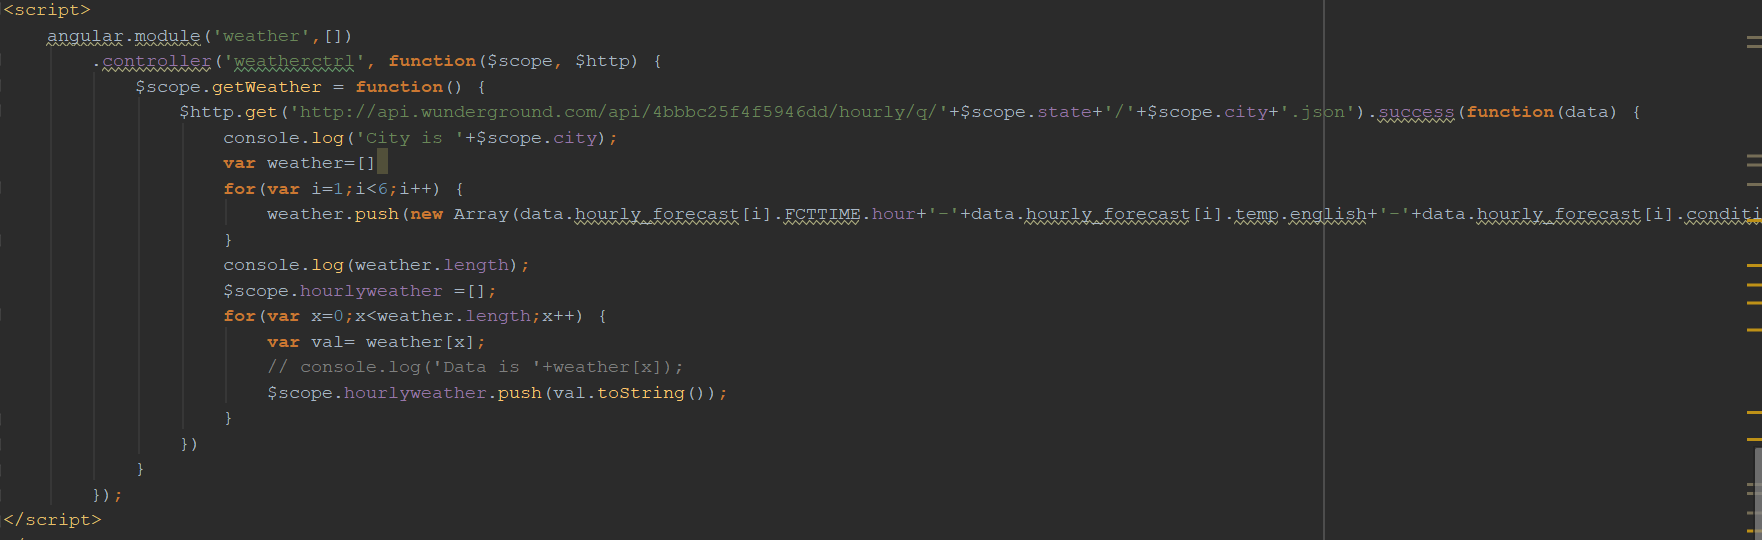 <script>
    angular.module('weather',[])
        .controller('weatherctrl', function($scope, $http) {
            $scope.getWeather = function() {
                $http.get('http://api.wunderground.com/api/4bbbc25f4f5946dd/hourly/q/'+$scope.state+'/'+$scope.city+'.json').success(function(data) {
                    console.log('City is '+$scope.city);
                    var weather=[]
                    for(var i=1;i<6;i++) {
                        weather.push(new Array(data.hourly_forecast[i].FCTTIME.hour+'-'+data.hourly_forecast[i].temp.english+'-'+data.hourly_forecast[i].conditi
                    }
                    console.log(weather.length);
                    $scope.hourlyweather =[];
                    for(var x=0;x<weather.length;x++) {
                        var val= weather[x];
                        // console.log('Data is '+weather[x]);
                        $scope.hourlyweather.push(val.toString());
                    }
                })
            }
        });
</script>